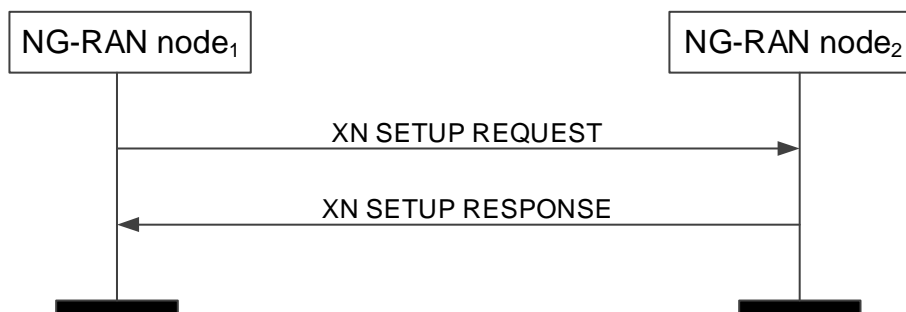 NG-RAN node₁
NG-RAN node₂
XN SETUP REQUEST
XN SETUP RESPONSE